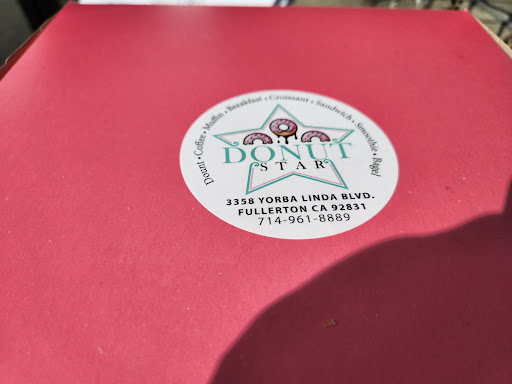 Dount • Coffee • Muffin • Breakfast • Croissant • Sandwich • Smoothie • Bagel
DONUT
STAR
3358 YORBA LINDA BLVD.
FULLERTON CA 92831
714-961-8889